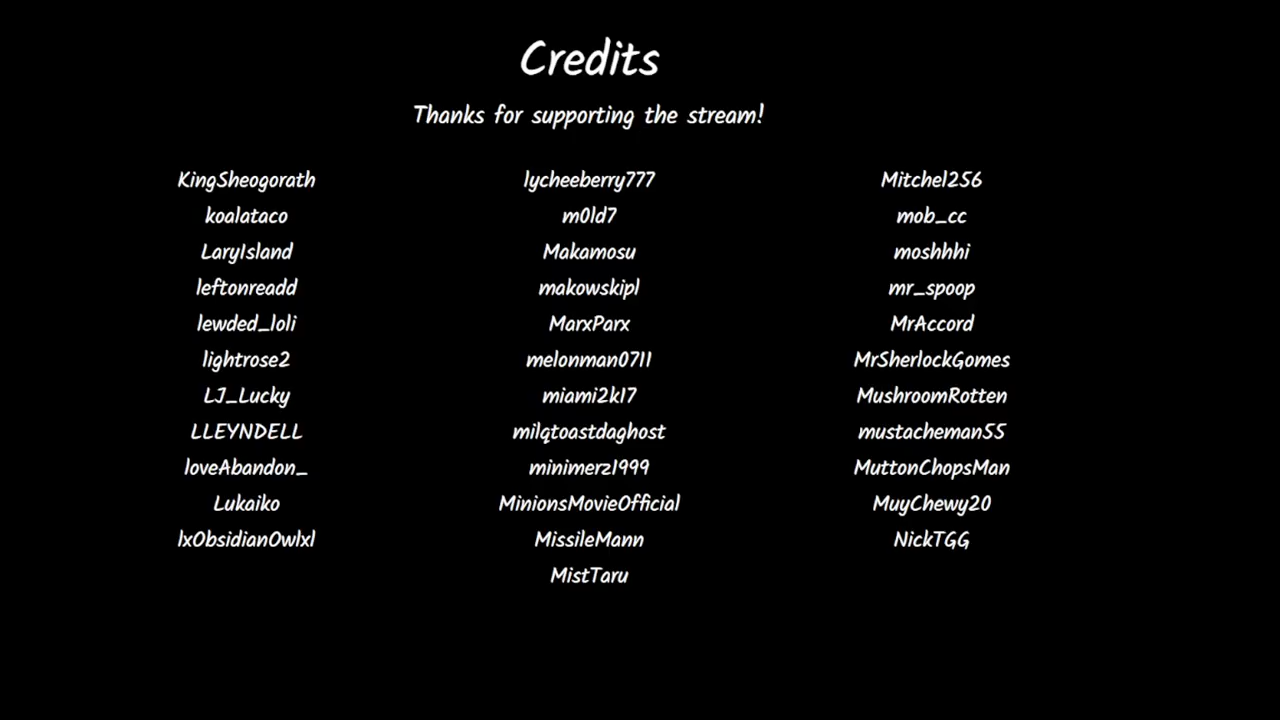 Credits
Thanks for supporting the stream!
KingSheogorath
koalataco
LaryIsland
leftonreadd
lewded_loli
lightrose2
LJ_Lucky
LLEYNDELL
loveAbandon_
Lukaiko
lxObsidianOwlxl
lycheeberry777
m0ld7
Makamosu
makowskipl
MarxParx
melonman0711
miami2k17
milqtoastdaghost
minimerz1999
MinionsMovieOfficial
MissileMann
MistTaru
Mitchel256
mob_cc
moshhhi
mr_spoop
MrAccord
MrSherlockGomes
MushroomRotten
mustacheman55
MuttonChopsMan
MuyChewy20
NickTGG